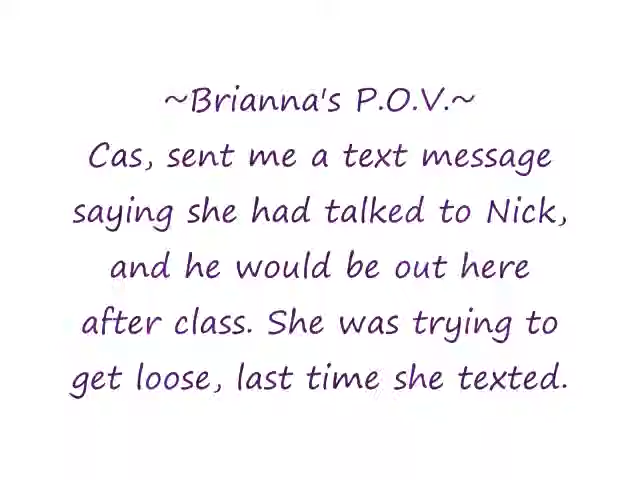 ~Brianna's P.O.V.~
Cas, sent me a text message
saying she had talked to Nick,
and he would be out here
after class. She was trying to
get loose, last time she texted.